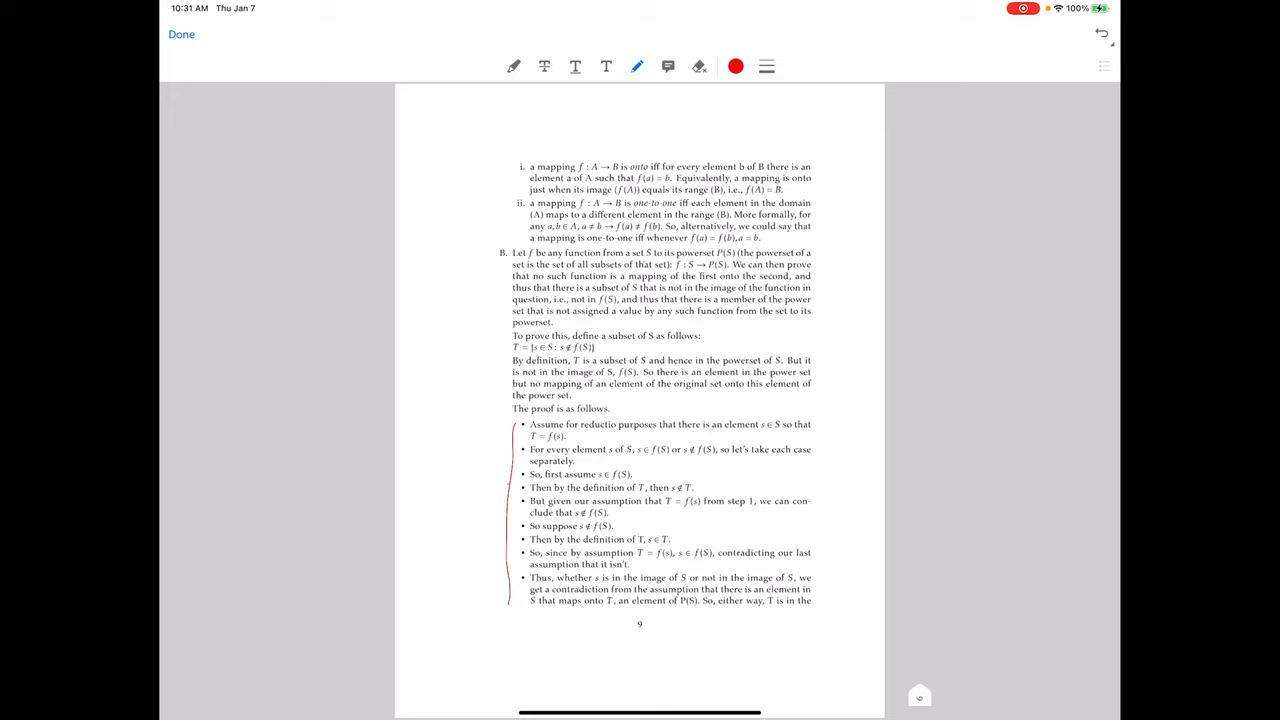 10:31 AM Thu Jan 7
100%
Done
i. a mapping f : A → B is onto iff for every element b of B there is an
element a of A such that f(a) = b. Equivalently, a mapping is onto
just when its image (f(A)) equals its range (B), i.e., f(A) = B.
ii. a mapping f : A → B is one-to-one iff each element in the domain
(A) maps to a different element in the range (B). More formally, for
any a,b ∈ A, a ≠ b → f(a) ≠ f(b). So, alternatively, we could say that
a mapping is one-to-one iff whenever f(a) = f(b), a = b.
B. Let f be any function from a set S to its powerset P(S) (the powerset of a
set is the set of all subsets of that set): f : S → P(S). We can then prove
that no such function is a mapping of the first onto the second, and
thus that there is a subset of S that is not in the image of the function in
question, i.e., not in f(S), and thus that there is a member of the power
set that is not assigned a value by any such function from the set to its
powerset.
To prove this, define a subset of S as follows:
T = {s ∈ S : s ∉ f(S)}
By definition, T is a subset of S and hence in the powerset of S. But it
is not in the image of S, f(S). So there is an element in the power set
but no mapping of an element of the original set onto this element of
the power set.
The proof is as follows.
• Assume for reductio purposes that there is an element s ∈ S so that
T = f(s).
• For every element s of S, s ∈ f(S) or s ∉ f(S), so let's take each case
separately.
• So, first assume s ∈ f(S).
• Then by the definition of T, then s ∉ T.
• But given our assumption that T = f(s) from step 1, we can con-
clude that s ∉ f(S).
• So suppose s ∉ f(S).
• Then by the definition of T, s ∈ T.
• So, since by assumption T = f(s), s ∈ f(S), contradicting our last
assumption that it isn't.
• Thus, whether s is in the image of S or not in the image of S, we
get a contradiction from the assumption that there is an element in
S that maps onto T, an element of P(S). So, either way, T is in the
9